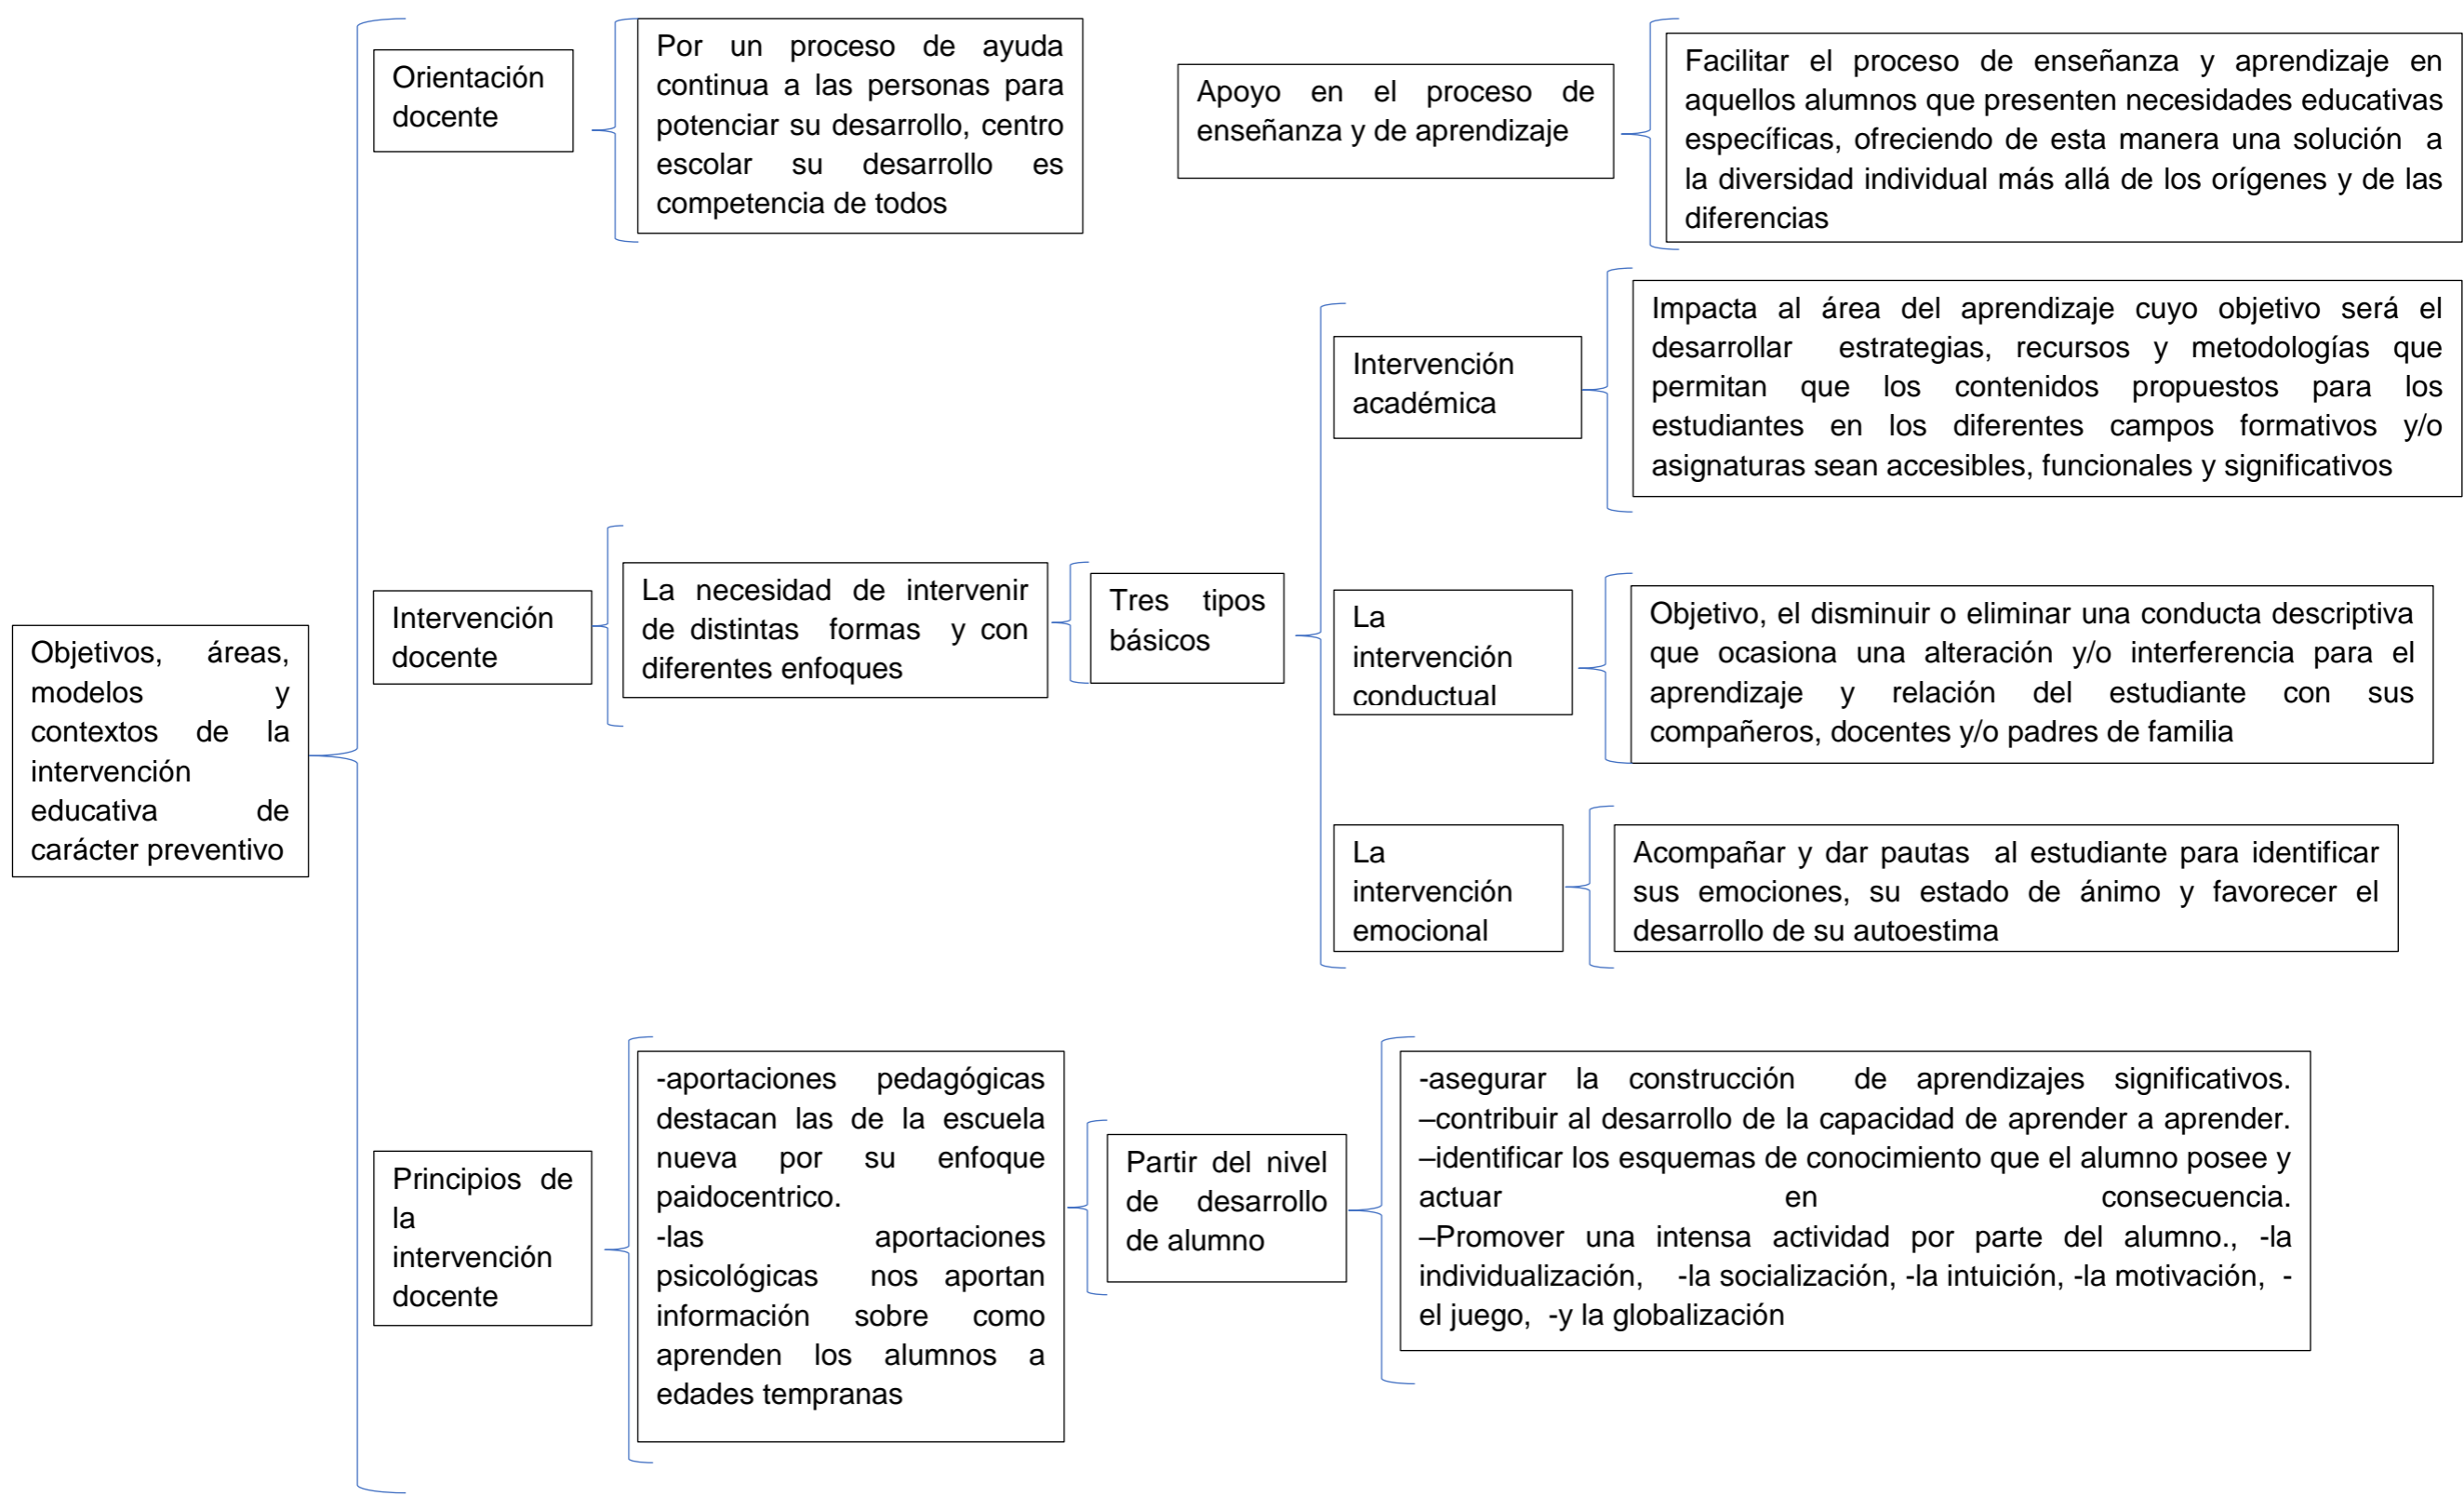 Objetivos, áreas,
modelos y
contextos de la
intervención
educativa de
carácter preventivo
Orientación
docente
Por un proceso de ayuda
continua a las personas para
potenciar su desarrollo, centro
escolar su desarrollo es
competencia de todos
Apoyo en el proceso de
enseñanza y de aprendizaje
Facilitar el proceso de enseñanza y aprendizaje en
aquellos alumnos que presenten necesidades educativas
específicas, ofreciendo de esta manera una solución a
la diversidad individual más allá de los orígenes y de las
diferencias
Intervención
docente
La necesidad de intervenir
de distintas formas y con
diferentes enfoques
Tres tipos
básicos
Intervención
académica
Impacta al área del aprendizaje cuyo objetivo será el
desarrollar estrategias, recursos y metodologías que
permitan que los contenidos propuestos para los
estudiantes en los diferentes campos formativos y/o
asignaturas sean accesibles, funcionales y significativos
La
intervención
conductual
Objetivo, el disminuir o eliminar una conducta descriptiva
que ocasiona una alteración y/o interferencia para el
aprendizaje y relación del estudiante con sus
compañeros, docentes y/o padres de familia
La
intervención
emocional
Acompañar y dar pautas al estudiante para identificar
sus emociones, su estado de ánimo y favorecer el
desarrollo de su autoestima
Principios de
la
intervención
docente
-aportaciones pedagógicas
destacan las de la escuela
nueva por su enfoque
paidocentrico.
-las aportaciones
psicológicas nos aportan
información sobre como
aprenden los alumnos a
edades tempranas
Partir del nivel
de desarrollo
de alumno
-asegurar la construcción de aprendizajes significativos.
–contribuir al desarrollo de la capacidad de aprender a aprender.
–identificar los esquemas de conocimiento que el alumno posee y
actuar en consecuencia.
–Promover una intensa actividad por parte del alumno., -la
individualización, -la socialización, -la intuición, -la motivación, -
el juego, -y la globalización